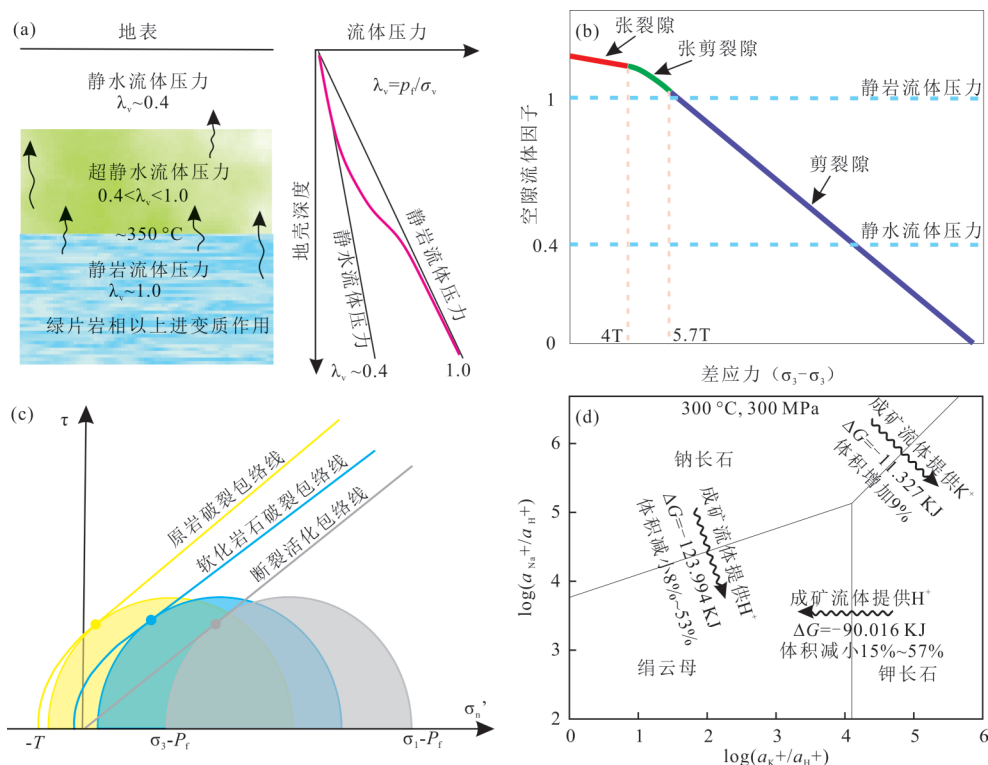 (a)
地表
静水流体压力
λv~0.4
超静水流体压力
0.4<λv<1.0
~350 °C
静岩流体压力
λv~1.0
绿片岩相以上进变质作用
流体压力
λv=pf/σv
地壳深度
静水流体压力
静岩流体压力
λv ~0.4
1.0
(b)
张裂隙
张剪裂隙
静岩流体压力
1
剪裂隙
静水流体压力
0.4
0
空隙流体因子
4T
5.7T
差应力（σ3−σ3）
(c)
τ
原岩破裂包络线
软化岩石破裂包络线
断裂活化包络线
σn'
-T
σ3-Pf
σ1-Pf
(d)
300 °C, 300 MPa
成矿流体提供K×
ΔG=−11.327 KJ
体积增加9%
钠长石
成矿流体提供H+
ΔG=−123.994 KJ
体积减小8%~53%
成矿流体提供H+
ΔG=−90.016 KJ
体积减小15%~57%
绢云母
钾长石
log(aNa+/aH+)
6
5
4
3
2
0
1
2
3
4
5
6
log(aK+/aH+)